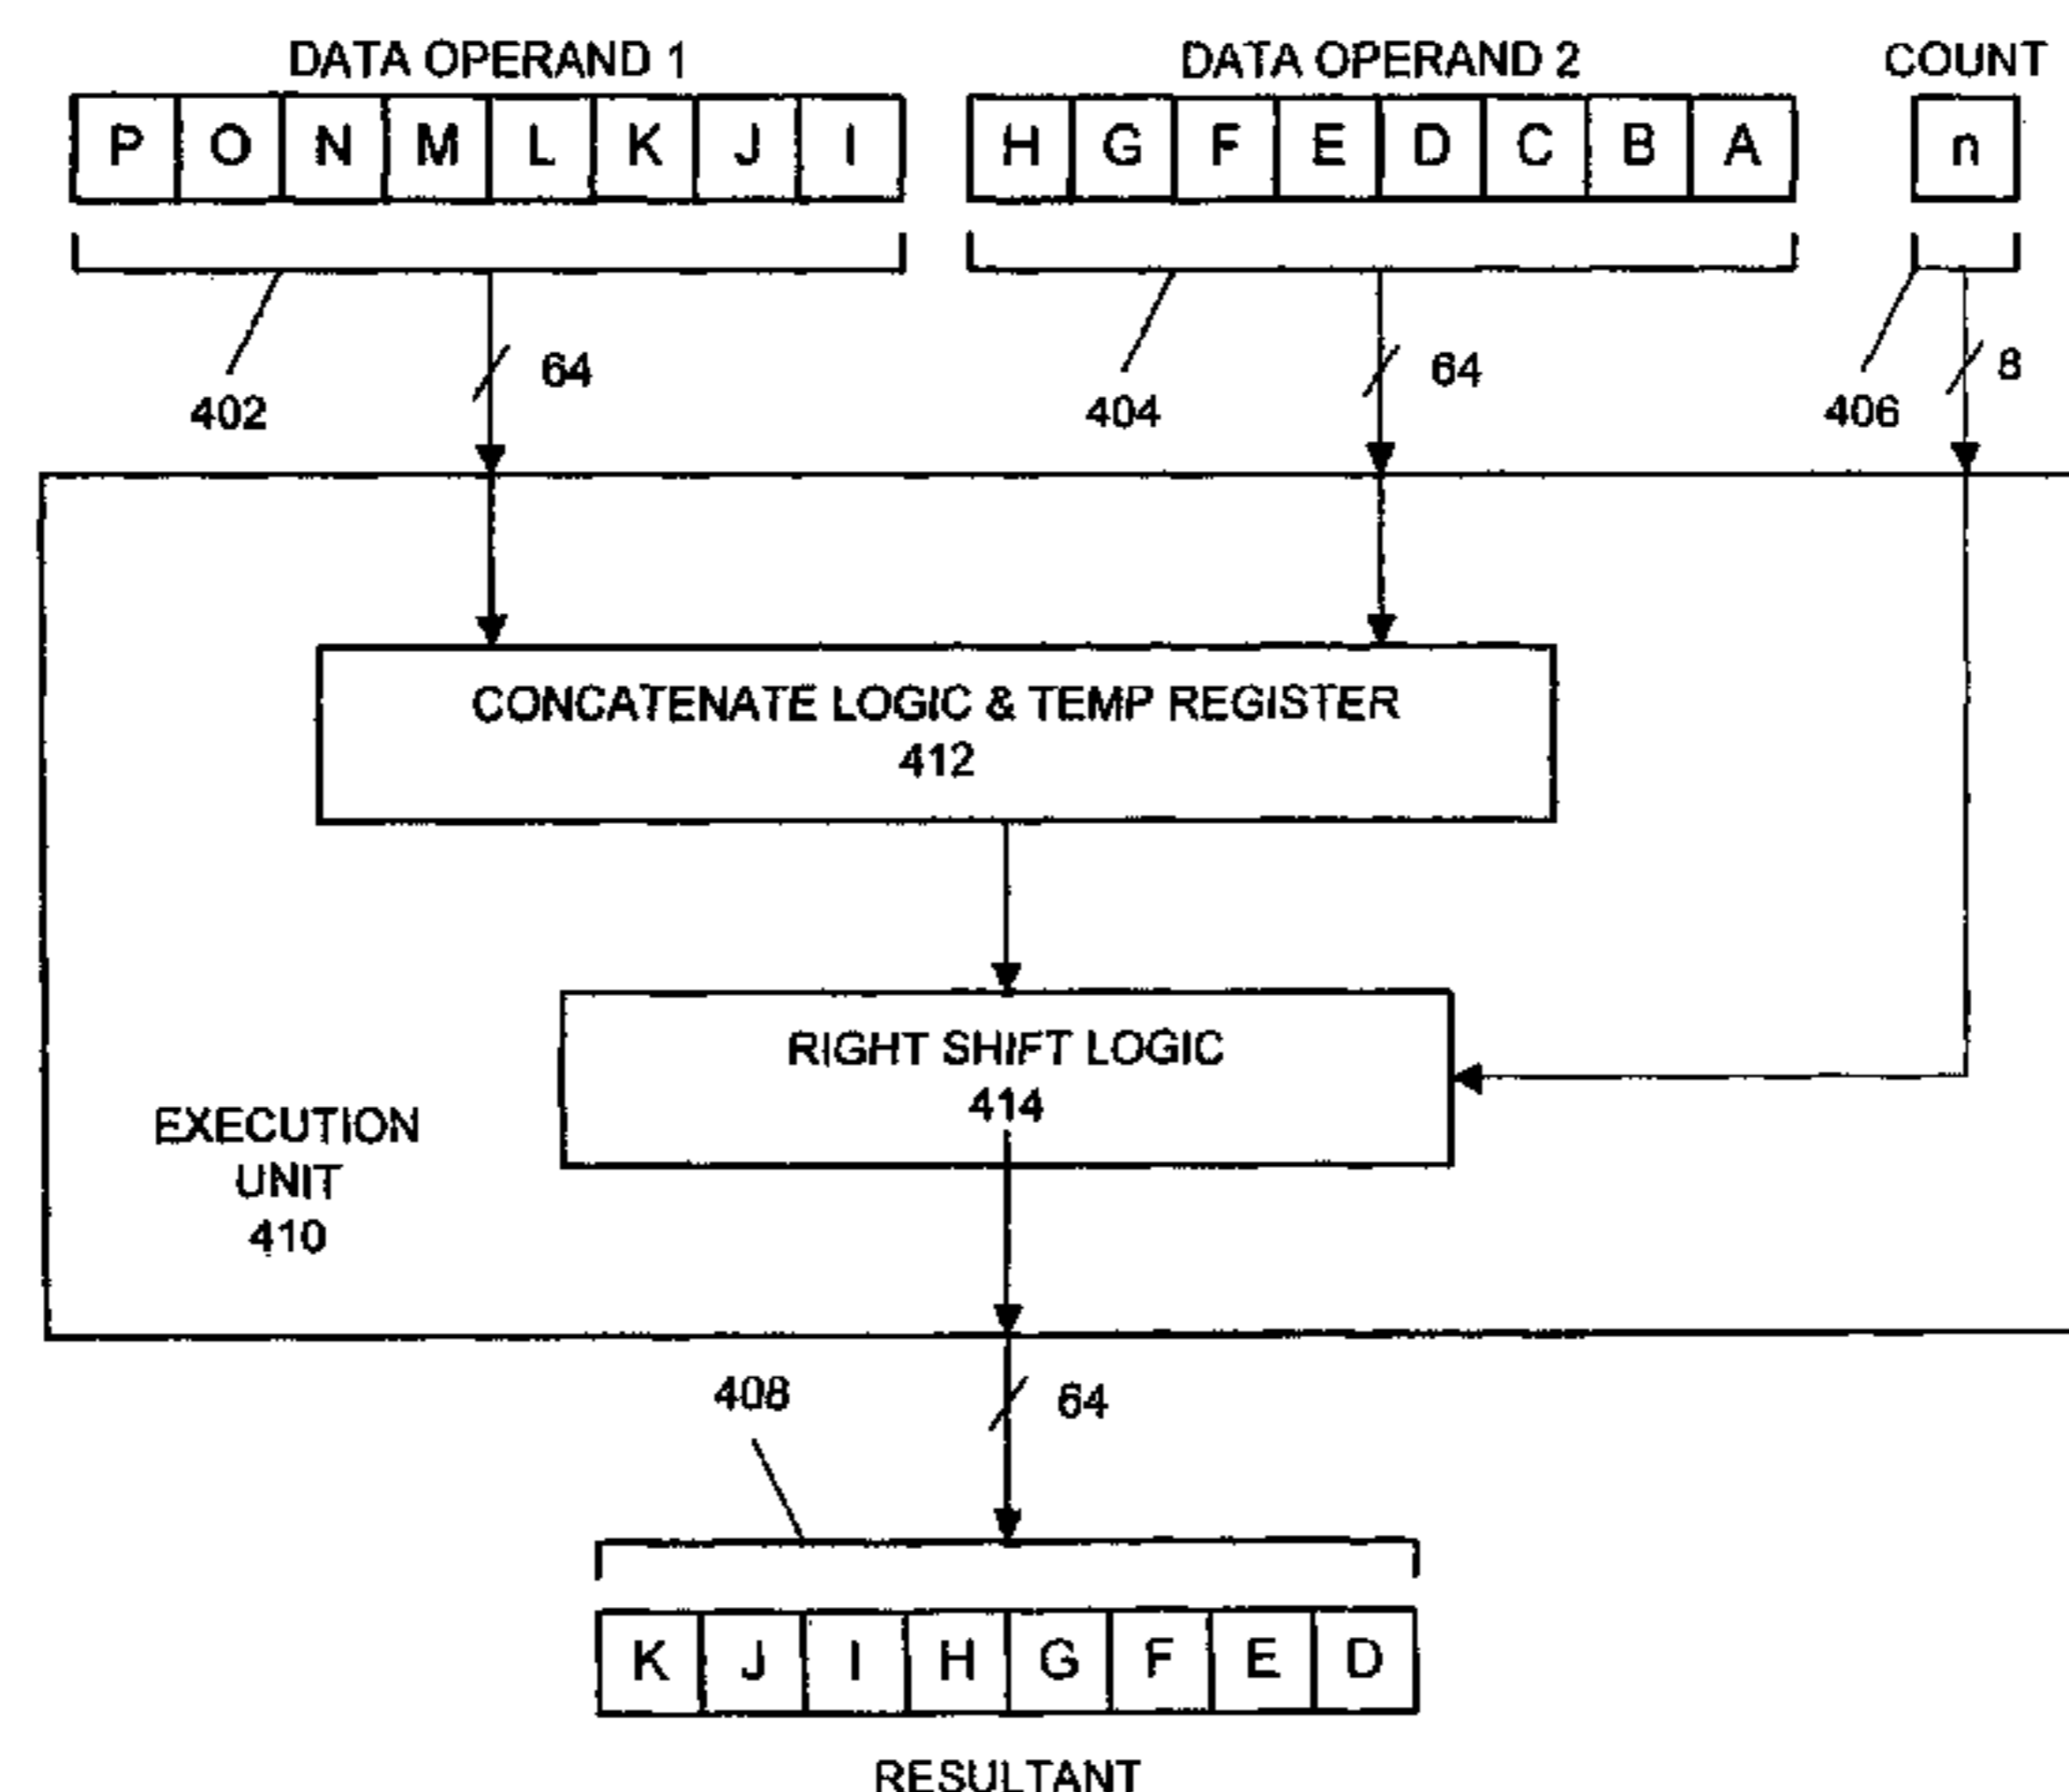 DATA OPERAND 1 DATA OPERAND 2 COUNT
P O N M L K J I H G F E D C B A n
64 64 8
402 404 406
CONCATENATE LOGIC & TEMP REGISTER
412
RIGHT SHIFT LOGIC
414
EXECUTION
UNIT
410
408 64
K J I H G F E D
RESULTANT